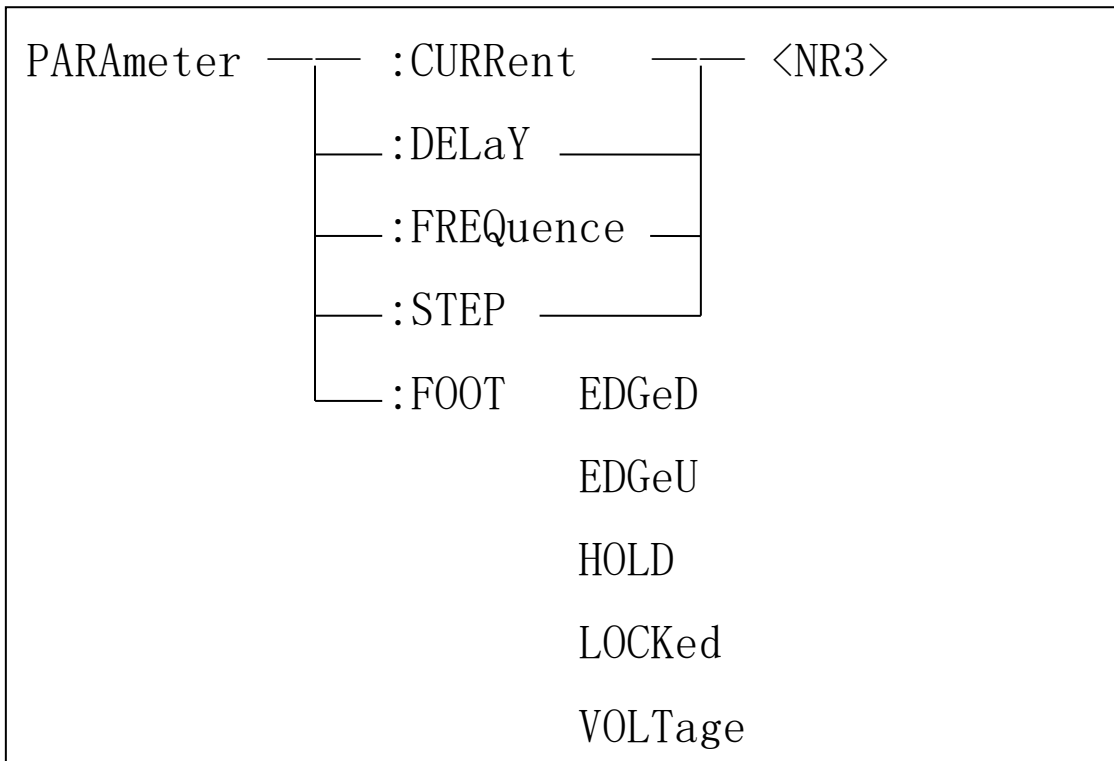 PARAmeter :CURRent <NR3>
:DELaY
:FREQuence
:STEP
:FOOT EDGeD
EDGeU
HOLD
LOCKed
VOLTage